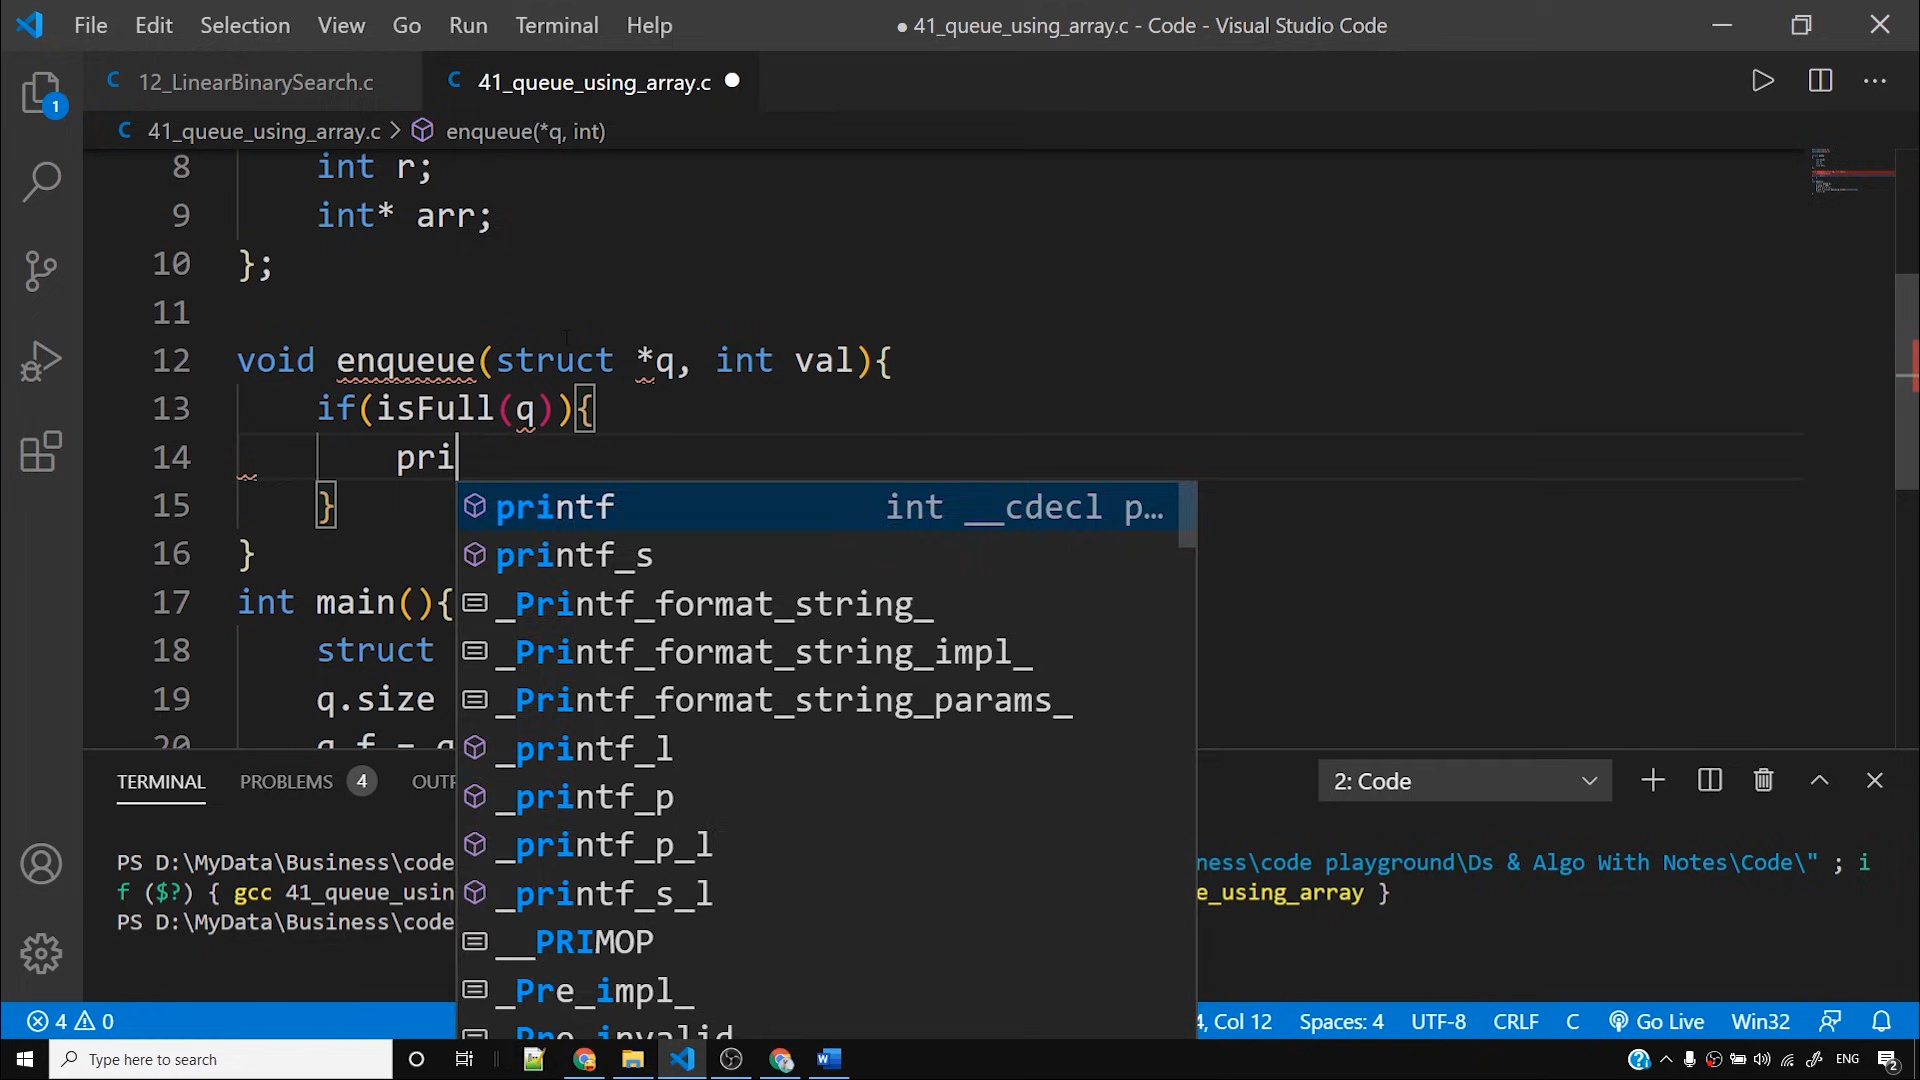 File Edit Selection View Go Run Terminal Help ● 41_queue_using_array.c - Code - Visual Studio Code
C 12_LinearBinarySearch.c C 41_queue_using_array.c
C 41_queue_using_array.c > enqueue(*q, int)
1
8 int r;
9 int* arr;
10 };
11
12 void enqueue(struct *q, int val){
13 if(isFull(q)){
14 pri
15 }
printf int __cdecl p…
16 }
printf_s
17 int main(){
_Printf_format_string_
18 struct
_Printf_format_string_impl_
19 q.size
_Printf_format_string_params_
20 q.f = q
_printf_l
TERMINAL PROBLEMS 4 OUTP
_printf_p
2: Code
_printf_p_l
PS D:\MyData\Business\code
ness\code playground\Ds & Algo With Notes\Code\" ; i
f ($?) { gcc 41_queue_usin
_printf_s_l
e_using_array }
PS D:\MyData\Business\code
__PRIMOP
_Pre_impl_
_Pre_invalid
4 0
4, Col 12 Spaces: 4 UTF-8 CRLF C Go Live Win32
Type here to search
ENG
2